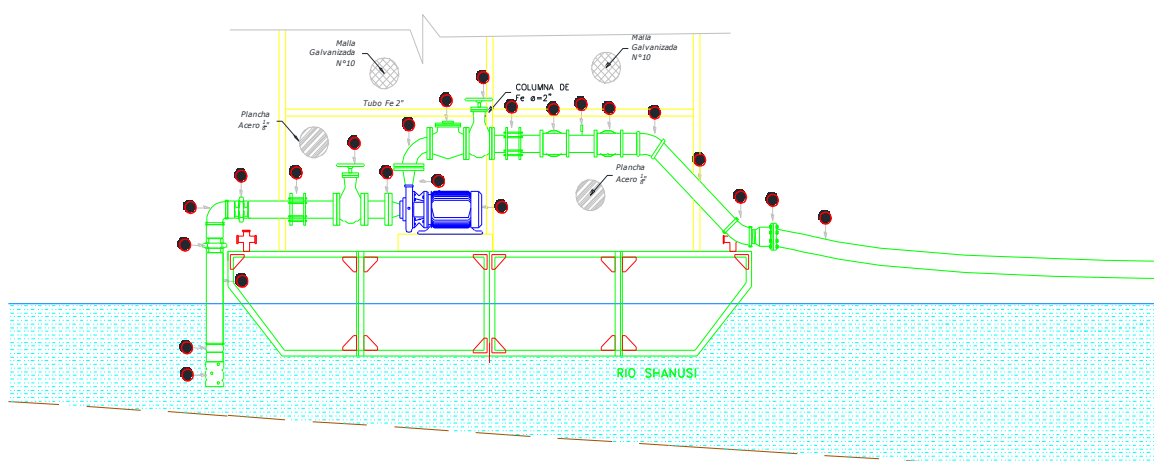 Malla
Galvanizada
N°10
Malla
Galvanizada
N°10
COLUMNA DE
Fe ø=2"
Tubo Fe 2"
Plancha
Acero
Plancha
Acero
RIO SHANUSI